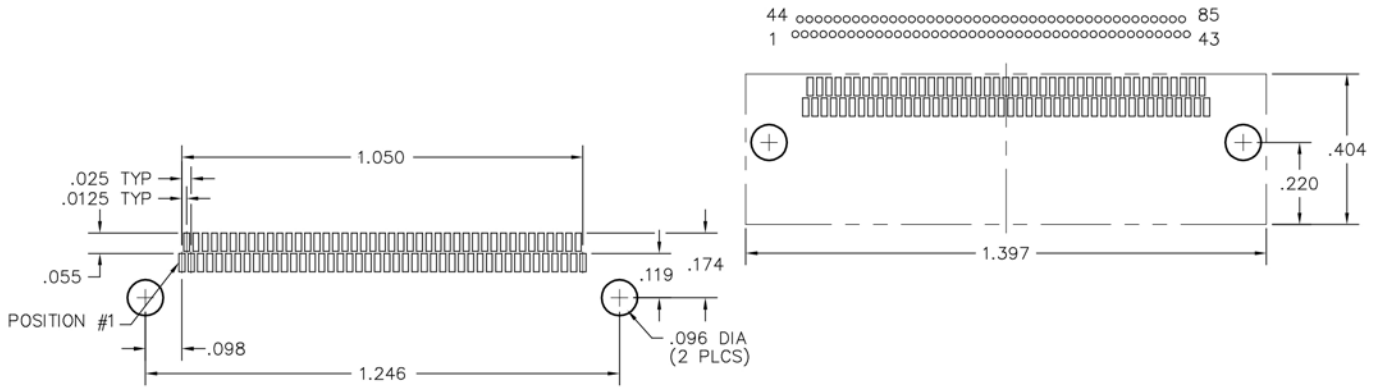 44
85
1
43
1.050
.025 TYP
.0125 TYP
.404
.220
.055
.119
.174
1.397
POSITION #1
.098
.096 DIA
(2 PLCS)
1.246